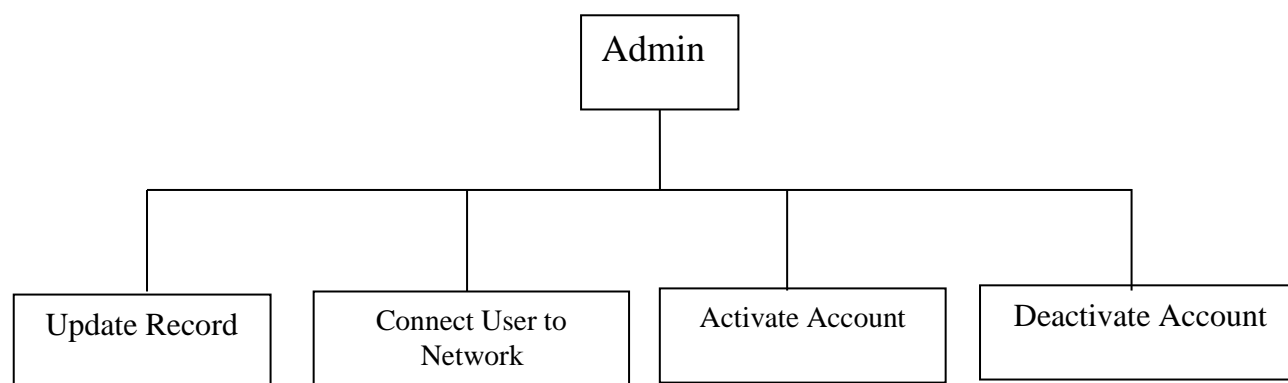 Admin
Update Record
Connect User to
Network
Activate Account
Deactivate Account